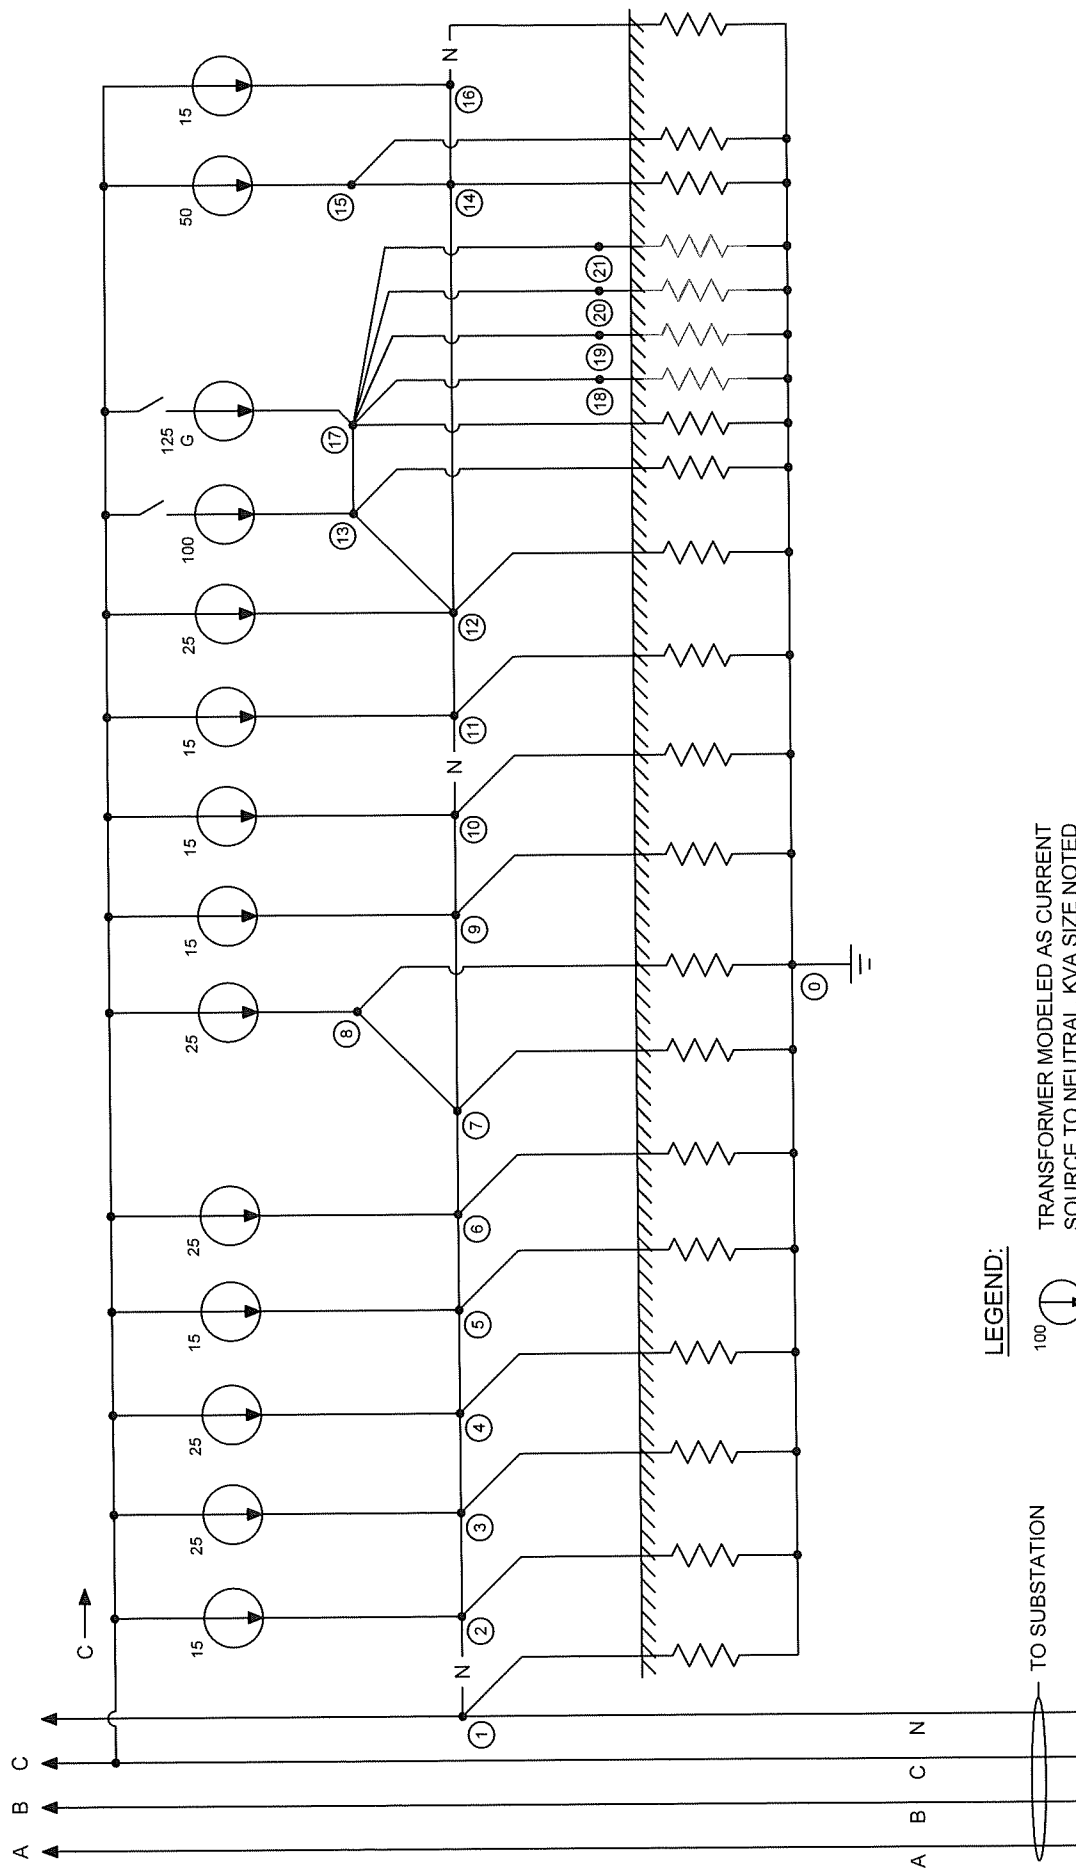 A
B
C
C
15
25
25
15
25
25
15
15
15
25
100
125
G
50
15
N
N
N
1
2
3
4
5
6
7
8
9
10
11
12
13
17
18
19
20
21
15
14
16
0
A
B
C
N
TO SUBSTATION
LEGEND:
100
TRANSFORMER MODELED AS CURRENT
SOURCE TO NEUTRAL. KVA SIZE NOTED